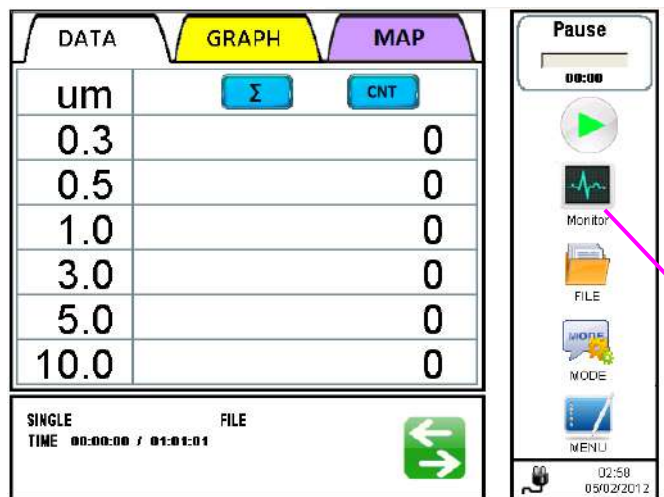 DATA GRAPH MAP
um Σ CNT
0.3 0
0.5 0
1.0 0
3.0 0
5.0 0
10.0 0
SINGLE FILE
TIME 00:00:00 / 01:01:01
Pause
00:00
Monitor
FILE
MODE
MODE
MENU
02:58
05/02/2012